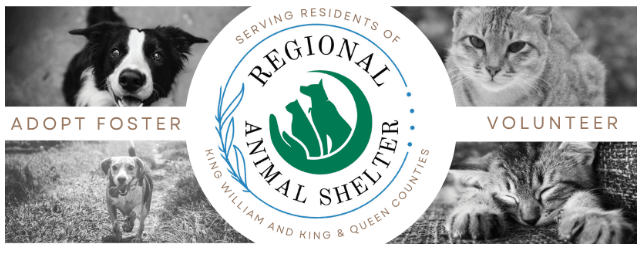 SERVING RESIDENTS OF
REGIONAL
ADOPT FOSTER
VOLUNTEER
ANIMAL SHELTER
KING WILLIAM AND KING & QUEEN COUNTIES